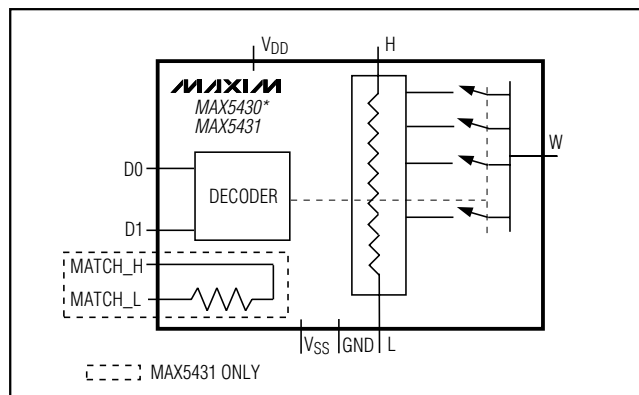 VDD
H
MAXIM
MAX5430*
MAX5431
W
D0
DECODER
D1
MATCH_H
MATCH_L
VSS
GND
L
MAX5431 ONLY